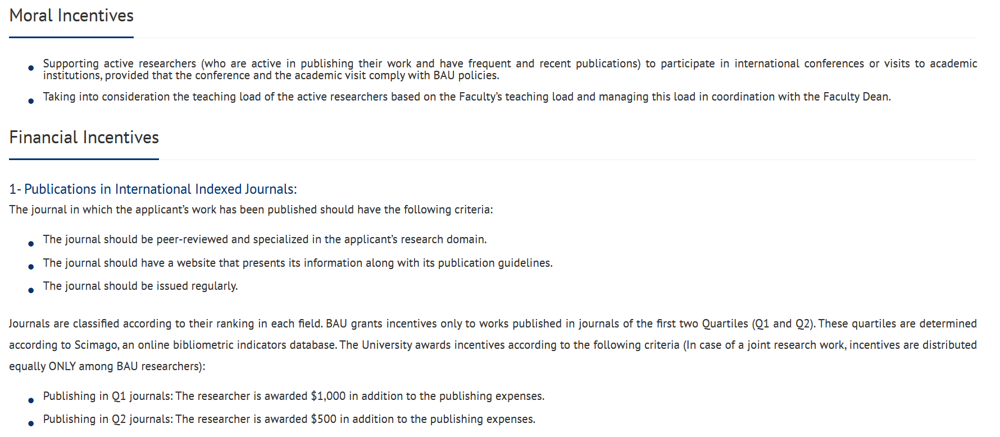 Moral Incentives
Supporting active researchers (who are active in publishing their work and have frequent and recent publications) to participate in international conferences or visits to academic
institutions, provided that the conference and the academic visit comply with BAU policies.
Taking into consideration the teaching load of the active researchers based on the Faculty’s teaching load and managing this load in coordination with the Faculty Dean.
Financial Incentives
1- Publications in International Indexed Journals:
The journal in which the applicant’s work has been published should have the following criteria:
The journal should be peer-reviewed and specialized in the applicant’s research domain.
The journal should have a website that presents its information along with its publication guidelines.
The journal should be issued regularly.
Journals are classified according to their ranking in each field. BAU grants incentives only to works published in journals of the first two Quartiles (Q1 and Q2). These quartiles are determined
according to Scimago, an online bibliometric indicators database. The University awards incentives according to the following criteria (In case of a joint research work, incentives are distributed
equally ONLY among BAU researchers):
Publishing in Q1 journals: The researcher is awarded $1,000 in addition to the publishing expenses.
Publishing in Q2 journals: The researcher is awarded $500 in addition to the publishing expenses.